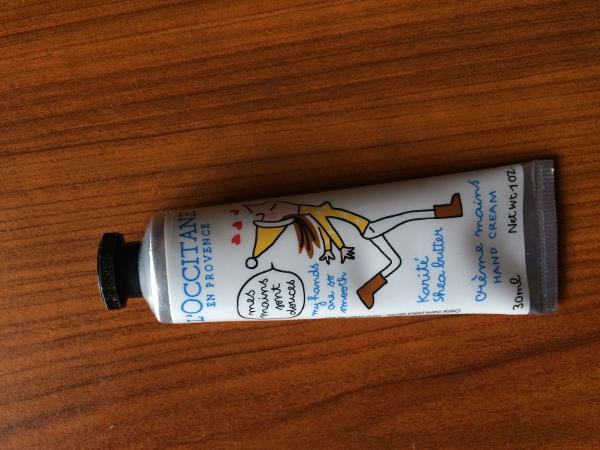 L'OCCITANE
EN PROVENCE
mes
mains
sont
douces
my hands
are so
smooth
Karité
Shea butter
Crème mains
HAND CREAM
30ml Net Wt 1 OZ